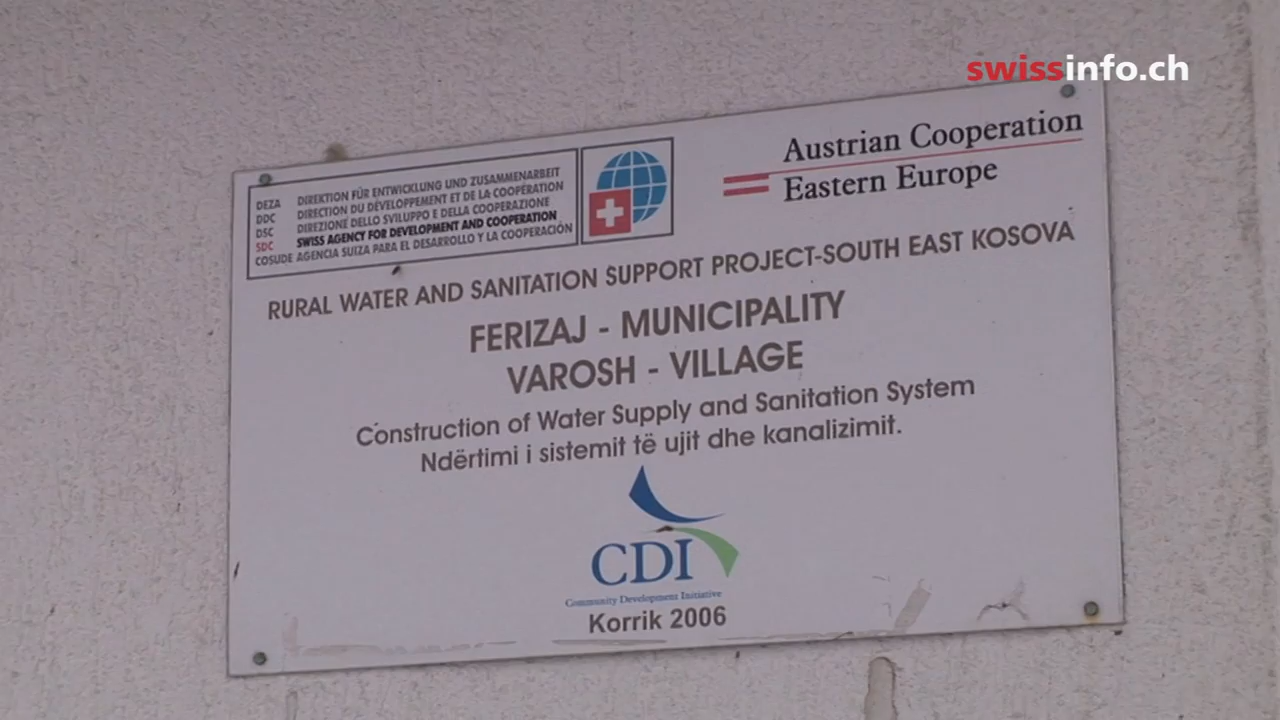 swissinfo.ch
DEZA DIREKTION FÜR ENTWICKLUNG UND ZUSAMMENARBEIT
DDC DIRECTION DU DÉVELOPPEMENT ET DE LA COOPÉRATION
DSC DIREZIONE DELLO SVILUPPO E DELLA COOPERAZIONE
SDC SWISS AGENCY FOR DEVELOPMENT AND COOPERATION
COSUDE AGENCIA SUIZA PARA EL DESARROLLO Y LA COOPERACIÓN
Austrian Cooperation
Eastern Europe
RURAL WATER AND SANITATION SUPPORT PROJECT-SOUTH EAST KOSOVA
FERIZAJ - MUNICIPALITY
VAROSH - VILLAGE
Construction of Water Supply and Sanitation System
Ndërtimi i sistemit të ujit dhe kanalizimit.
CDI
Community Development Initiative
Korrik 2006